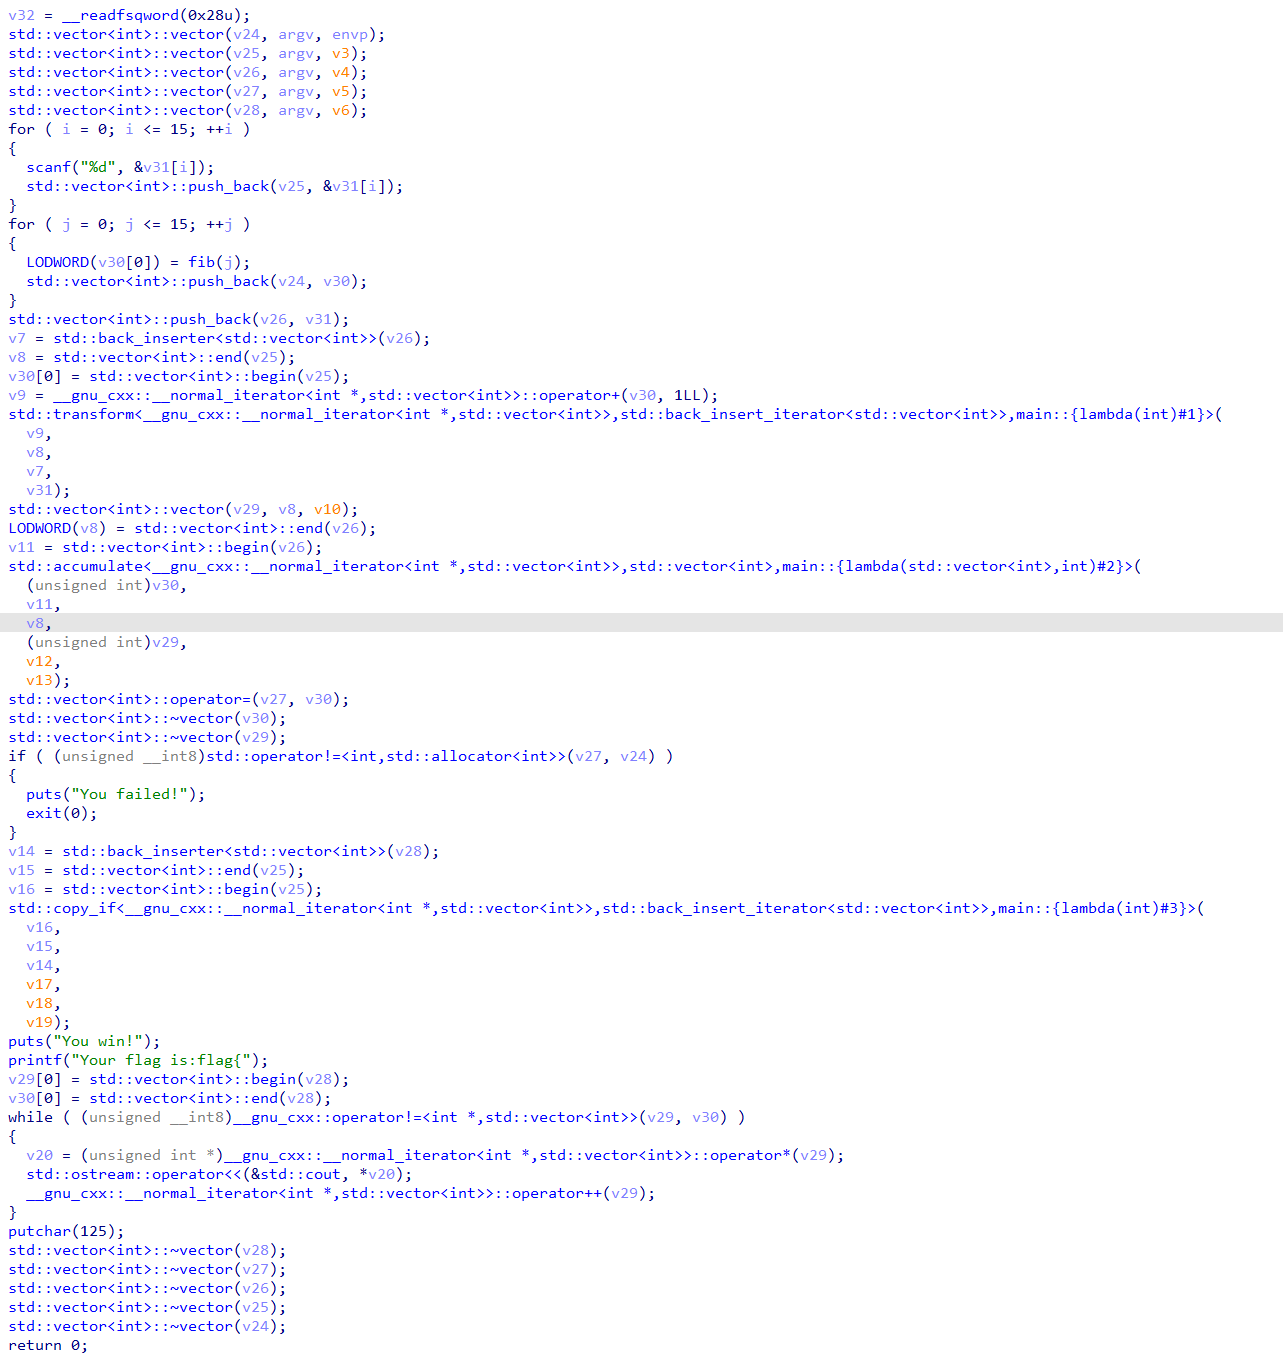 v32 = __readfsqword(0x28u);
std::vector<int>::vector(v24, argv, envp);
std::vector<int>::vector(v25, argv, v3);
std::vector<int>::vector(v26, argv, v4);
std::vector<int>::vector(v27, argv, v5);
std::vector<int>::vector(v28, argv, v6);
for ( i = 0; i <= 15; ++i )
{
  scanf("%d", &v31[i]);
  std::vector<int>::push_back(v25, &v31[i]);
}
for ( j = 0; j <= 15; ++j )
{
  LODWORD(v30[0]) = fib(j);
  std::vector<int>::push_back(v24, v30);
}
std::vector<int>::push_back(v26, v31);
v7 = std::back_inserter<std::vector<int>>(v26);
v8 = std::vector<int>::end(v25);
v30[0] = std::vector<int>::begin(v25);
v9 = __gnu_cxx::__normal_iterator<int *,std::vector<int>>::operator+(v30, 1LL);
std::transform<__gnu_cxx::__normal_iterator<int *,std::vector<int>>,std::back_insert_iterator<std::vector<int>>,main::{lambda(int)#1}>(
  v9,
  v8,
  v7,
  v31);
std::vector<int>::vector(v29, v8, v10);
LODWORD(v8) = std::vector<int>::end(v26);
v11 = std::vector<int>::begin(v26);
std::accumulate<__gnu_cxx::__normal_iterator<int *,std::vector<int>>,std::vector<int>,main::{lambda(std::vector<int>,int)#2}>(
  (unsigned int)v30,
  v11,
  v8,
  (unsigned int)v29,
  v12,
  v13);
std::vector<int>::operator=(v27, v30);
std::vector<int>::~vector(v30);
std::vector<int>::~vector(v29);
if ( (unsigned __int8)std::operator!=<int,std::allocator<int>>(v27, v24) )
{
  puts("You failed!");
  exit(0);
}
v14 = std::back_inserter<std::vector<int>>(v28);
v15 = std::vector<int>::end(v25);
v16 = std::vector<int>::begin(v25);
std::copy_if<__gnu_cxx::__normal_iterator<int *,std::vector<int>>,std::back_insert_iterator<std::vector<int>>,main::{lambda(int)#3}>(
  v16,
  v15,
  v14,
  v17,
  v18,
  v19);
puts("You win!");
printf("Your flag is:flag{");
v29[0] = std::vector<int>::begin(v28);
v30[0] = std::vector<int>::end(v28);
while ( (unsigned __int8)__gnu_cxx::operator!=<int *,std::vector<int>>(v29, v30) )
{
  v20 = (unsigned int *)__gnu_cxx::__normal_iterator<int *,std::vector<int>>::operator*(v29);
  std::ostream::operator<<(&std::cout, *v20);
  __gnu_cxx::__normal_iterator<int *,std::vector<int>>::operator++(v29);
}
putchar(125);
std::vector<int>::~vector(v28);
std::vector<int>::~vector(v27);
std::vector<int>::~vector(v26);
std::vector<int>::~vector(v25);
std::vector<int>::~vector(v24);
return 0;